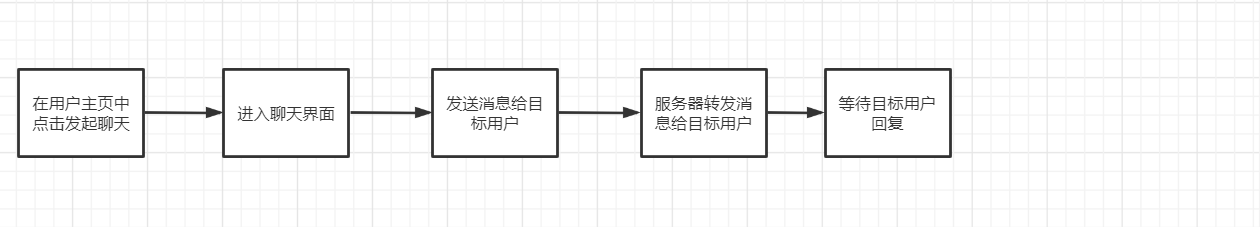 在用户主页中
点击发起聊天
进入聊天界面
发送消息给目
标用户
服务器转发消
息给目标用户
等待目标用户
回复